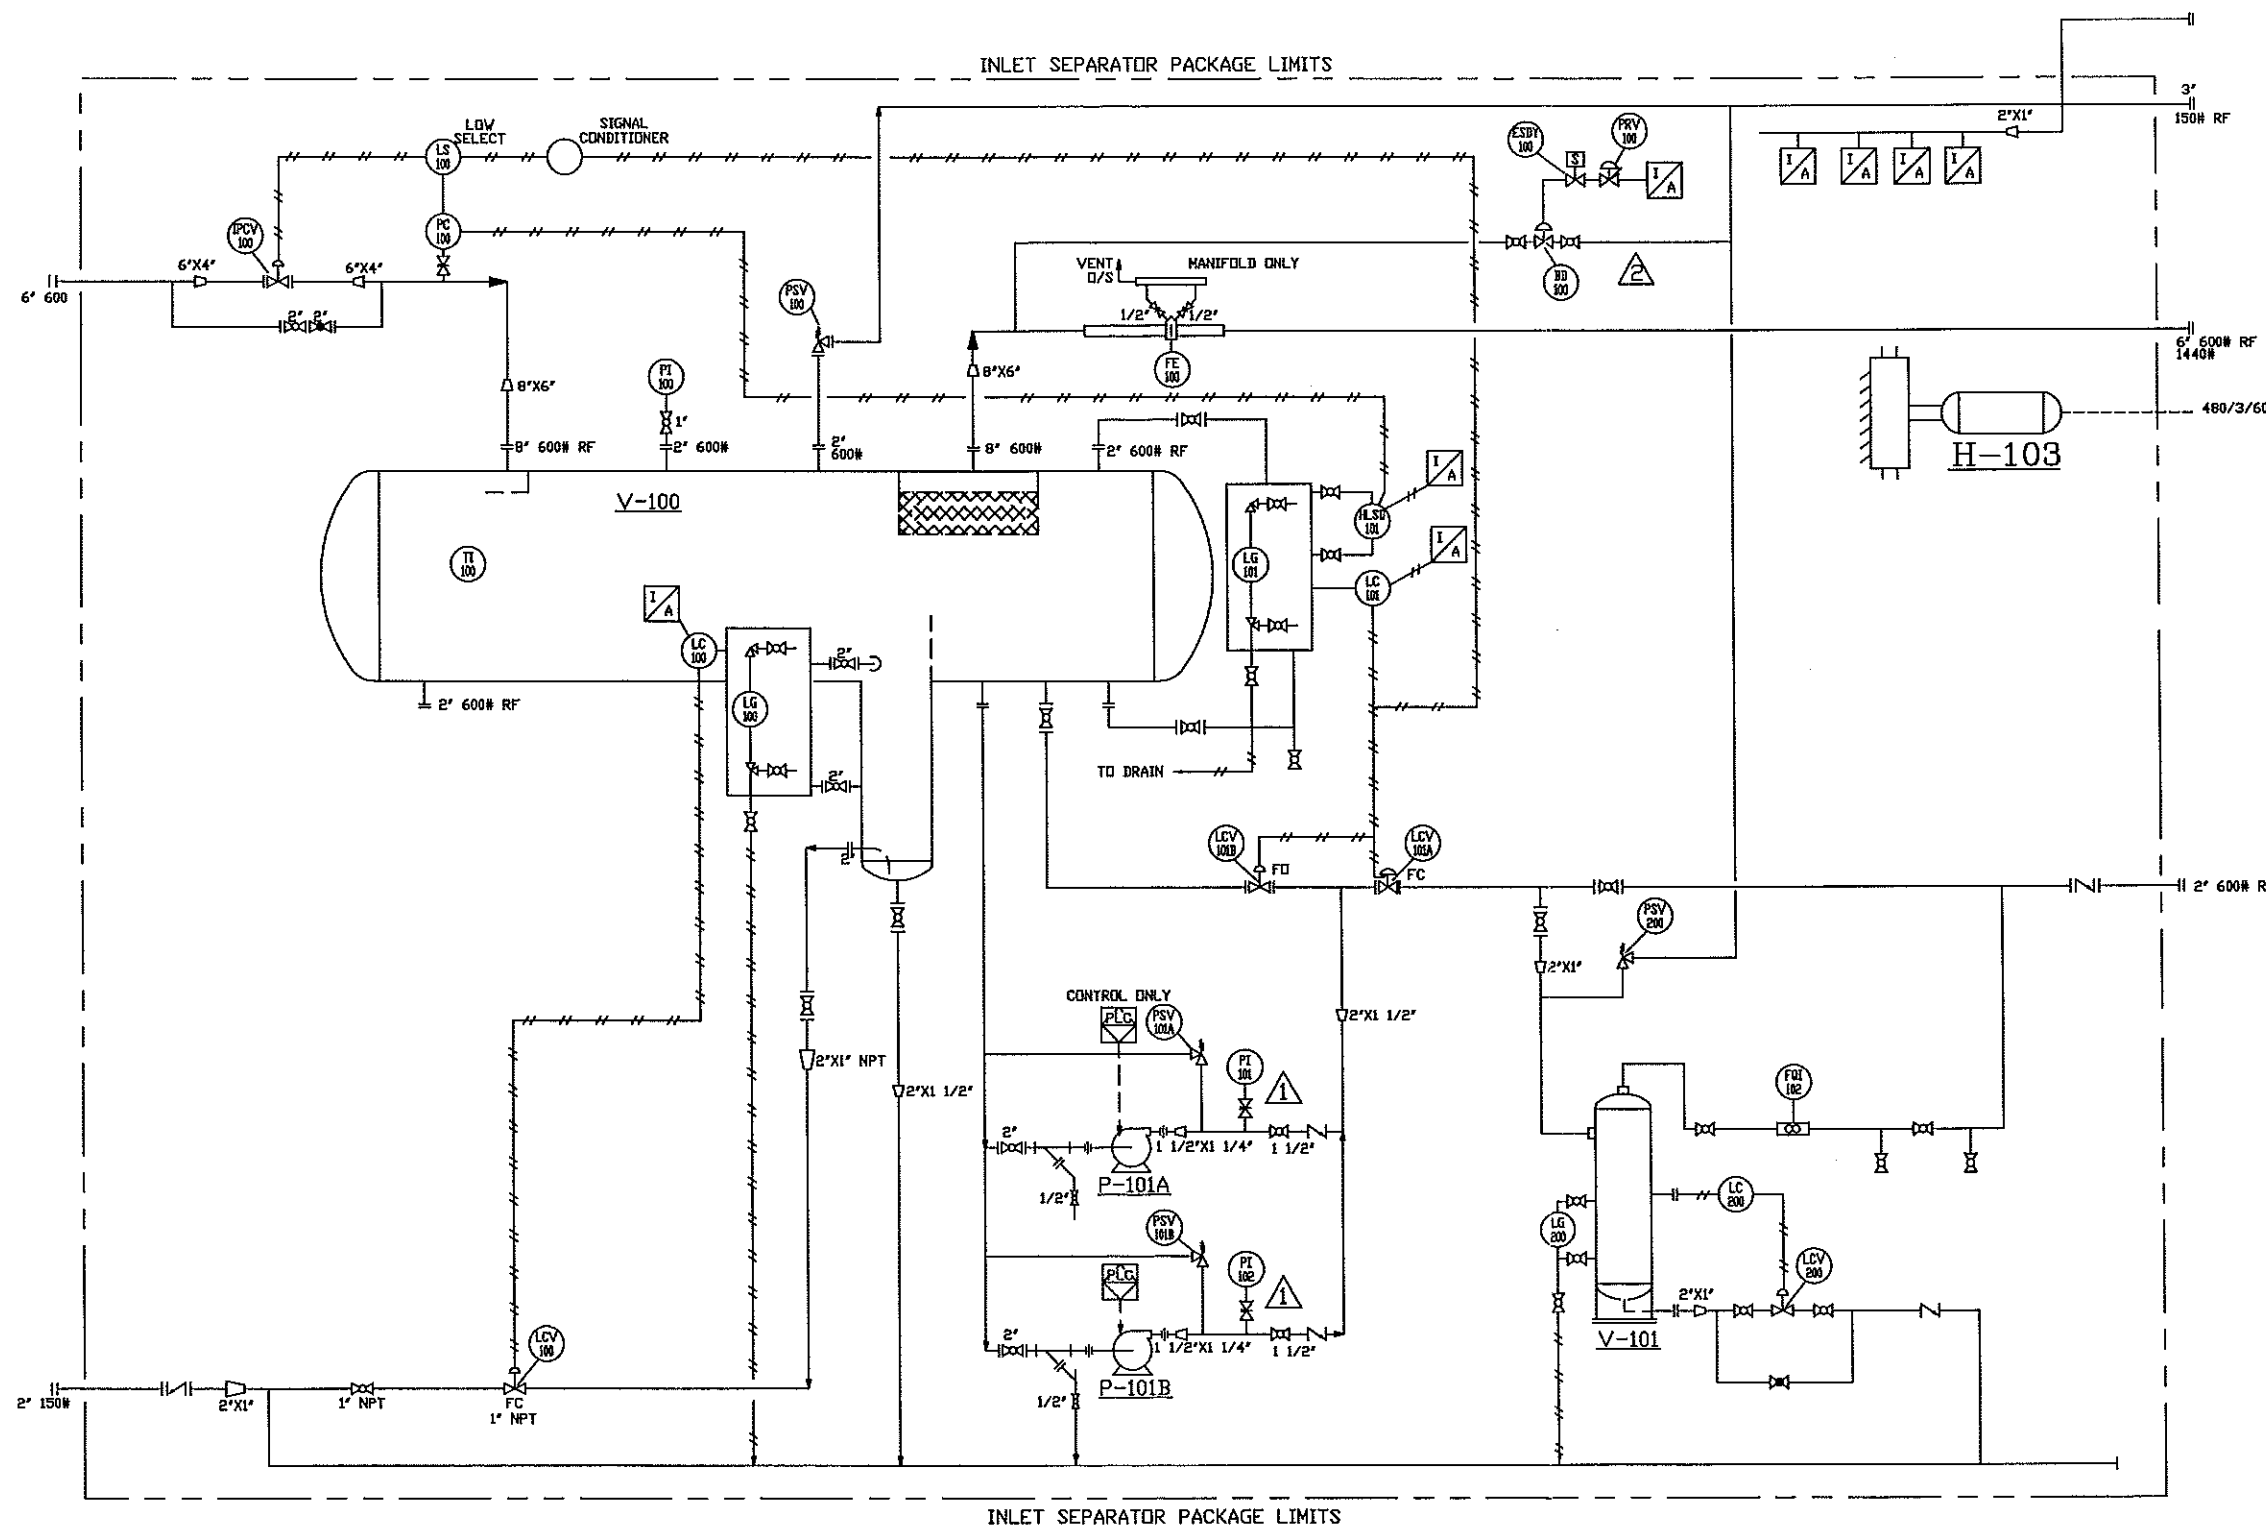 INLET SEPARATOR PACKAGE LIMITS
3"
150# RF
2"X1"
LOW
SELECT
SIGNAL
CONDITIONER
LS
100
ESDY
100
PRV
100
S
I
A
I
A
I
A
I
A
I
A
IPCV
100
PC
100
6"X4"
6"X4"
6" 600
2"
2"
PSV
100
VENT
O/S
MANIFOLD ONLY
1/2"
1/2"
FE
100
BD
100
2
6" 600# RF
1440#
8"X6"
PI
100
1"
8"X6"
8" 600# RF
2" 600#
2"
600#
8" 600#
2" 600# RF
480/3/60
H-103
V-100
TI
100
I
A
HLSD
101
LG
101
I
A
LC
101
I
A
LC
100
2"
LG
100
2" 600# RF
2"
TO DRAIN
2"
LCV
101B
LCV
101A
FO
FC
2" 600# R
PSV
200
2"X1"
CONTROL ONLY
PLC
PSV
101A
2"X1 1/2"
PI
101
1
2"X1" NPT
2"X1 1/2"
FQI
102
2"
1 1/2"X1 1/4"
1 1/2"
1/2"
P-101A
LC
200
PSV
101B
LG
200
PLC
PI
102
1
LCV
200
2"X1"
V-101
2"
1 1/2"X1 1/4"
1 1/2"
LCV
100
P-101B
1/2"
2" 150#
2"X1"
1" NPT
FC
1" NPT
INLET SEPARATOR PACKAGE LIMITS